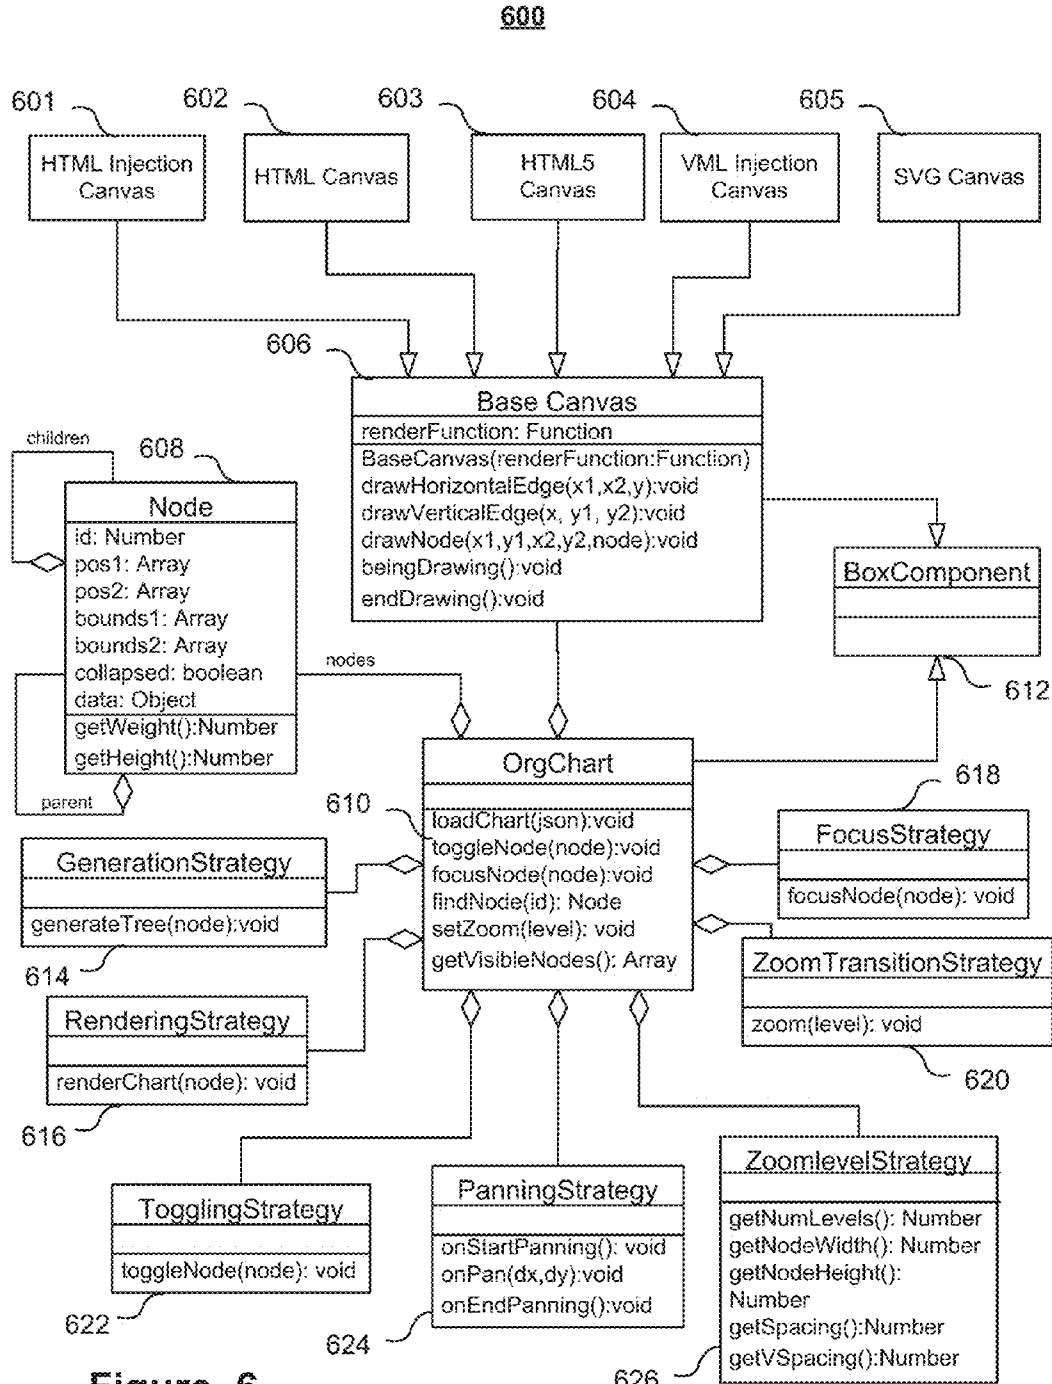 600
601
602
603
604
605
HTML Injection
Canvas
HTML Canvas
HTML5
Canvas
VML Injection
Canvas
SVG Canvas
606
Base Canvas
renderFunction: Function
BaseCanvas(renderFunction:Function)
drawHorizontalEdge(x1,x2,y):void
drawVerticalEdge(x, y1, y2):void
drawNode(x1,y1,x2,y2,node):void
beingDrawing():void
endDrawing():void
children
608
Node
id: Number
pos1: Array
pos2: Array
bounds1: Array
bounds2: Array
collapsed: boolean
data: Object
getWeight():Number
getHeight():Number
parent
nodes
BoxComponent
612
OrgChart
610
loadChart(json):void
toggleNode(node):void
focusNode(node):void
findNode(id): Node
setZoom(level): void
getVisibleNodes(): Array
618
FocusStrategy
focusNode(node): void
GenerationStrategy
generateTree(node):void
614
ZoomTransitionStrategy
zoom(level): void
620
RenderingStrategy
renderChart(node): void
616
TogglingStrategy
toggleNode(node): void
622
PanningStrategy
onStartPanning(): void
onPan(dx,dy):void
onEndPanning():void
624
ZoomlevelStrategy
getNumLevels(): Number
getNodeWidth(): Number
getNodeHeight():
Number
getSpacing():Number
getVSpacing():Number
626
Figure 6